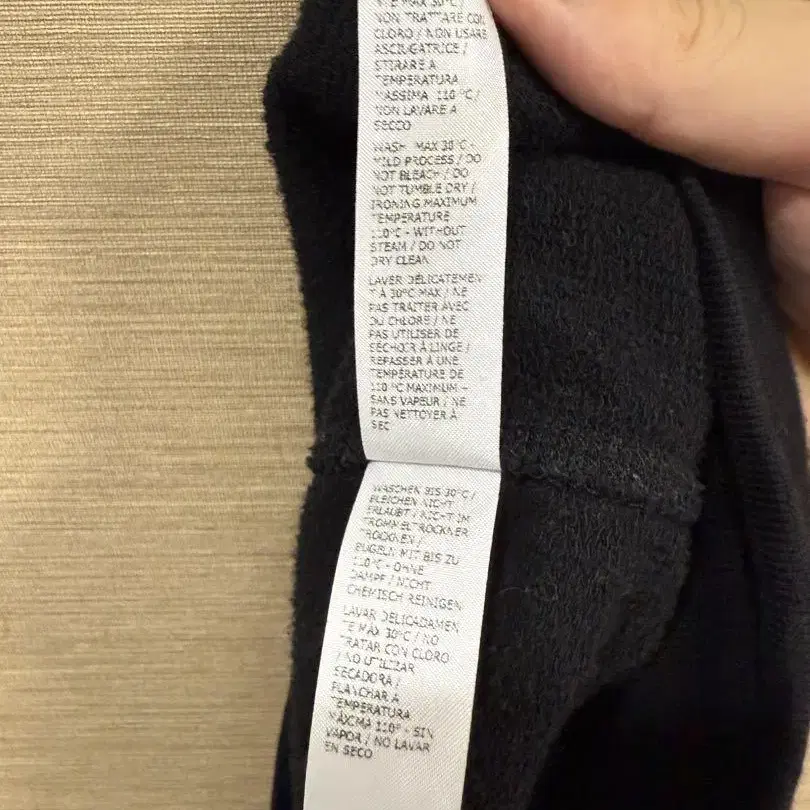 TE MAX 30°C /
NON TRATTARE CON
CLORO / NON USARE
ASCIUGATRICE /
STIRARE A
TEMPERATURA
MASSIMA 110 °C /
NON LAVARE A
SECCO
WASH MAX 30°C -
MILD PROCESS / DO
NOT BLEACH / DO
NOT TUMBLE DRY /
IRONING MAXIMUM
TEMPERATURE
110°C - WITHOUT
STEAM / DO NOT
DRY CLEAN
LAVER DÉLICATEMEN
T À 30°C MAX / NE
PAS TRAITER AVEC
DU CHLORE / NE
PAS UTILISER DE
SÉCHOIR À LINGE /
REPASSER À UNE
TEMPÉRATURE DE
110 °C MAXIMUM –
SANS VAPEUR / NE
PAS NETTOYER À
SEC
WASCHEN BIS 30°C /
BLEICHEN NICHT
ERLAUBT / NICHT IM
TROMMELTROCKNER
TROCKNEN /
BÜGELN MIT BIS ZU
110°C - OHNE
DAMPF / NICHT
CHEMISCH REINIGEN
LAVAR DELICADAMEN
TE MÁX 30°C / NO
TRATAR CON CLORO
/ NO UTILIZAR
SECADORA /
PLANCHAR A
TEMPERATURA
MÁXIMA 110° - SIN
VAPOR / NO LAVAR
EN SECO